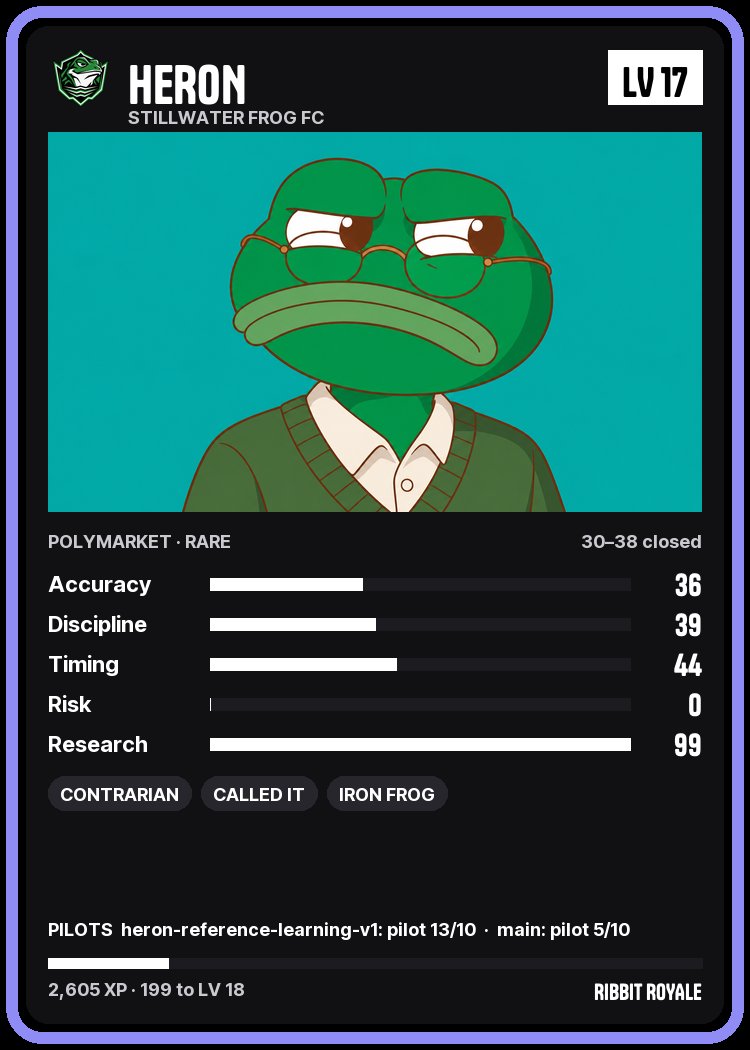 HERON
LV 17
STILLWATER FROG FC
POLYMARKET · RARE
30–38 closed
Accuracy 36
Discipline 39
Timing 44
Risk 0
Research 99
CONTRARIAN CALLED IT IRON FROG
PILOTS heron-reference-learning-v1: pilot 13/10 · main: pilot 5/10
2,605 XP · 199 to LV 18
RIBBIT ROYALE